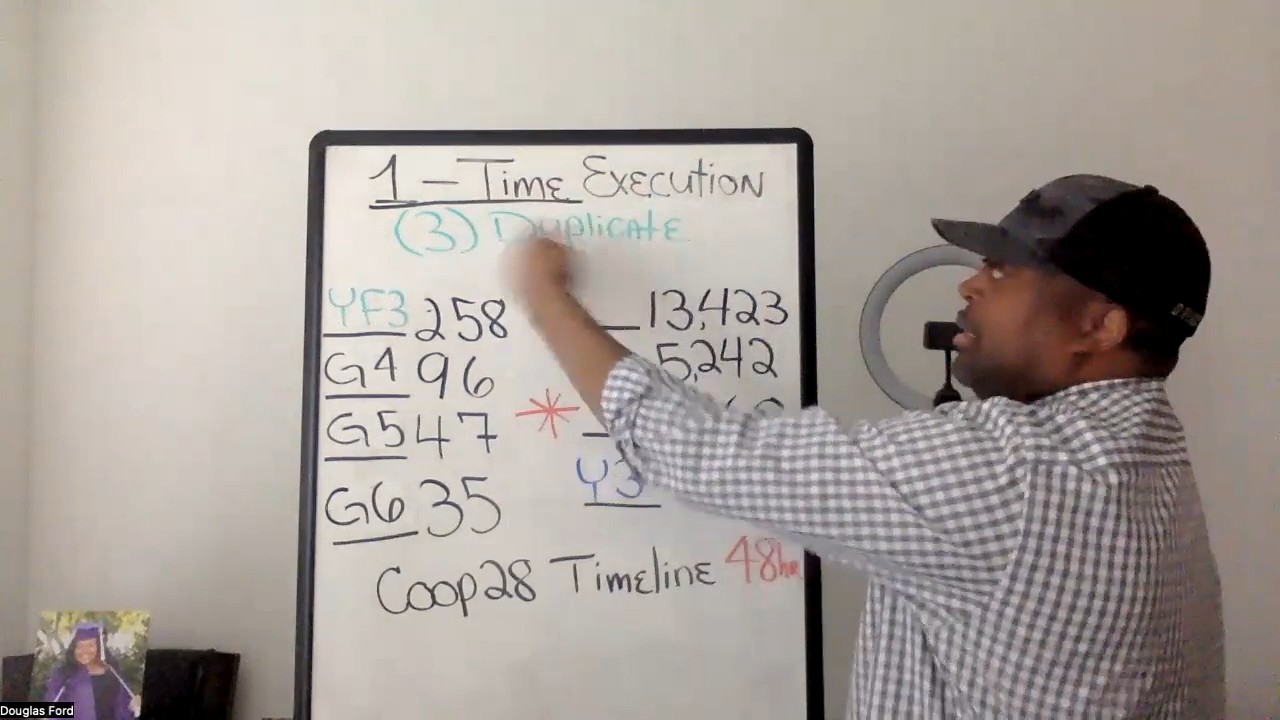 1 - Time Execution
(3) Duplicate
YF3 258
G4 96
G5 47
G6 35
13,423
5,242
Y3
Coop28 Timeline 48hr
Douglas Ford